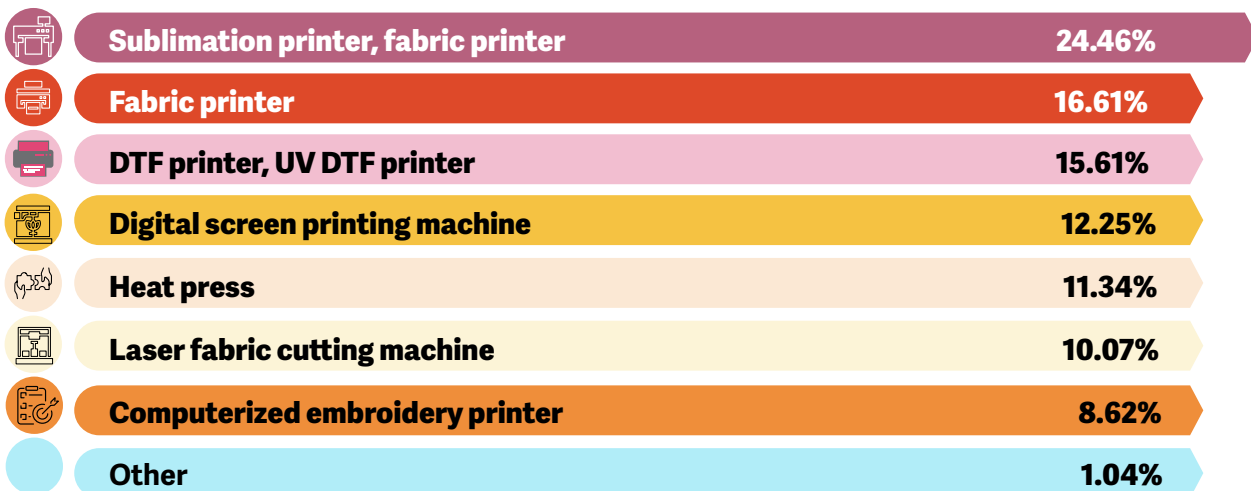 Sublimation printer, fabric printer 24.46%
Fabric printer 16.61%
DTF printer, UV DTF printer 15.61%
Digital screen printing machine 12.25%
Heat press 11.34%
Laser fabric cutting machine 10.07%
Computerized embroidery printer 8.62%
Other 1.04%